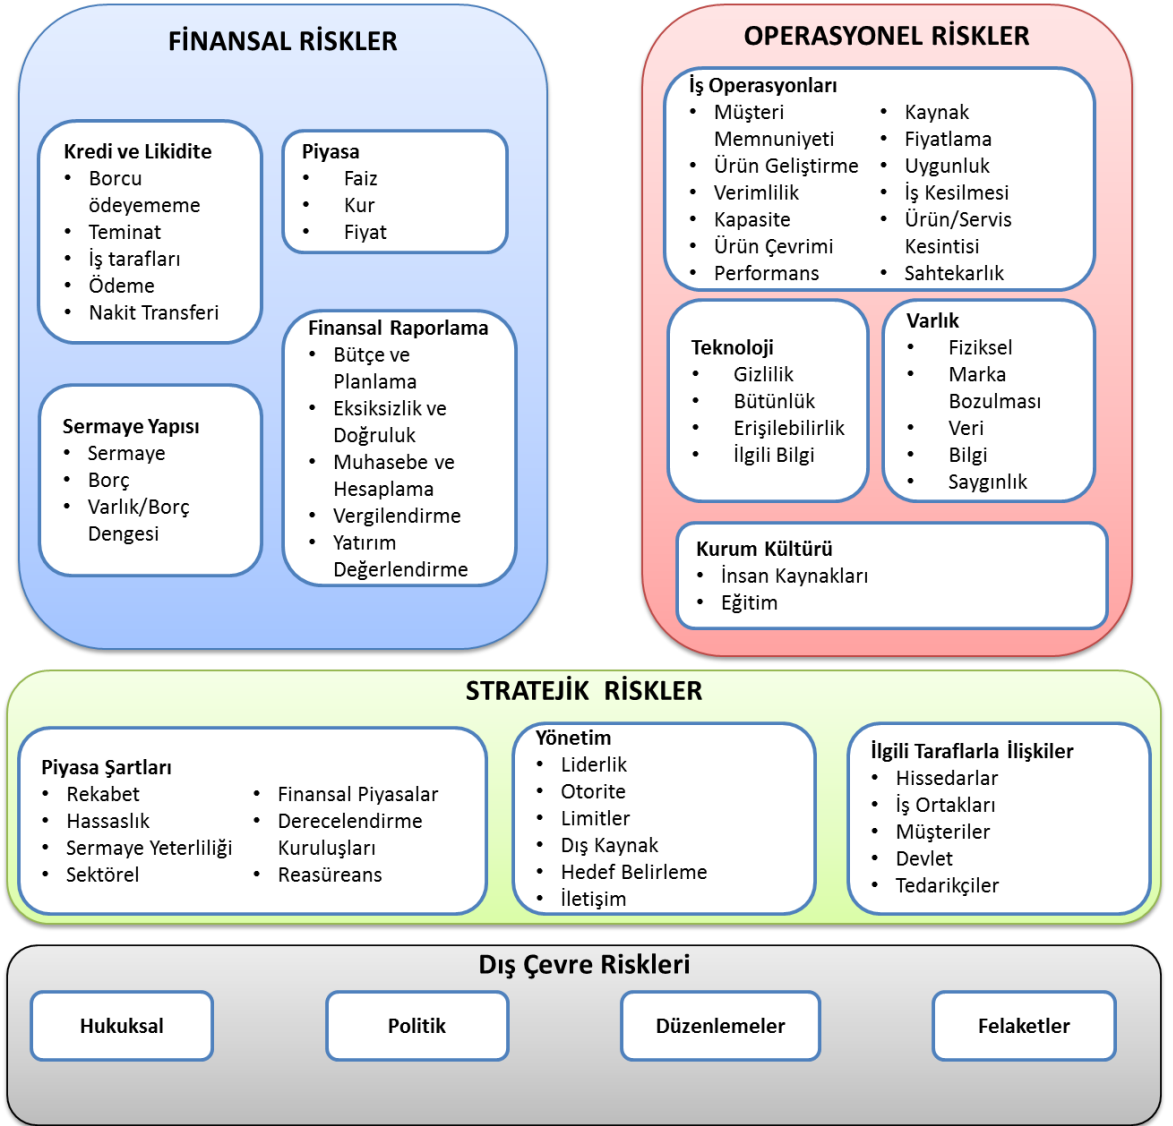 FİNANSAL RİSKLER
Kredi ve Likidite
• Borcu
ödeyememe
• Teminat
• İş tarafları
• Ödeme
• Nakit Transferi
Piyasa
• Faiz
• Kur
• Fiyat
Sermaye Yapısı
• Sermaye
• Borç
• Varlık/Borç
Dengesi
Finansal Raporlama
• Bütçe ve
Planlama
• Eksiksizlik ve
Doğruluk
• Muhasebe ve
Hesaplama
• Vergilendirme
• Yatırım
Değerlendirme
OPERASYONEL RİSKLER
İş Operasyonları
• Müşteri
Memnuniyeti
• Ürün Geliştirme
• Verimlilik
• Kapasite
• Ürün Çevrimi
• Performans
• Kaynak
• Fiyatlama
• Uygunluk
• İş Kesilmesi
• Ürün/Servis
Kesintisi
• Sahtekarlık
Teknoloji
• Gizlilik
• Bütünlük
• Erişilebilirlik
• İlgili Bilgi
Varlık
• Fiziksel
• Marka
Bozulması
• Veri
• Bilgi
• Saygınlık
Kurum Kültürü
• İnsan Kaynakları
• Eğitim
STRATEJİK RİSKLER
Piyasa Şartları
• Rekabet
• Hassaslık
• Sermaye Yeterliliği
• Sektörel
• Finansal Piyasalar
• Derecelendirme
Kuruluşları
• Reasüreans
Yönetim
• Liderlik
• Otorite
• Limitler
• Dış Kaynak
• Hedef Belirleme
• İletişim
İlgili Taraflarla İlişkiler
• Hissedarlar
• İş Ortakları
• Müşteriler
• Devlet
• Tedarikçiler
Dış Çevre Riskleri
Hukuksal
Politik
Düzenlemeler
Felaketler